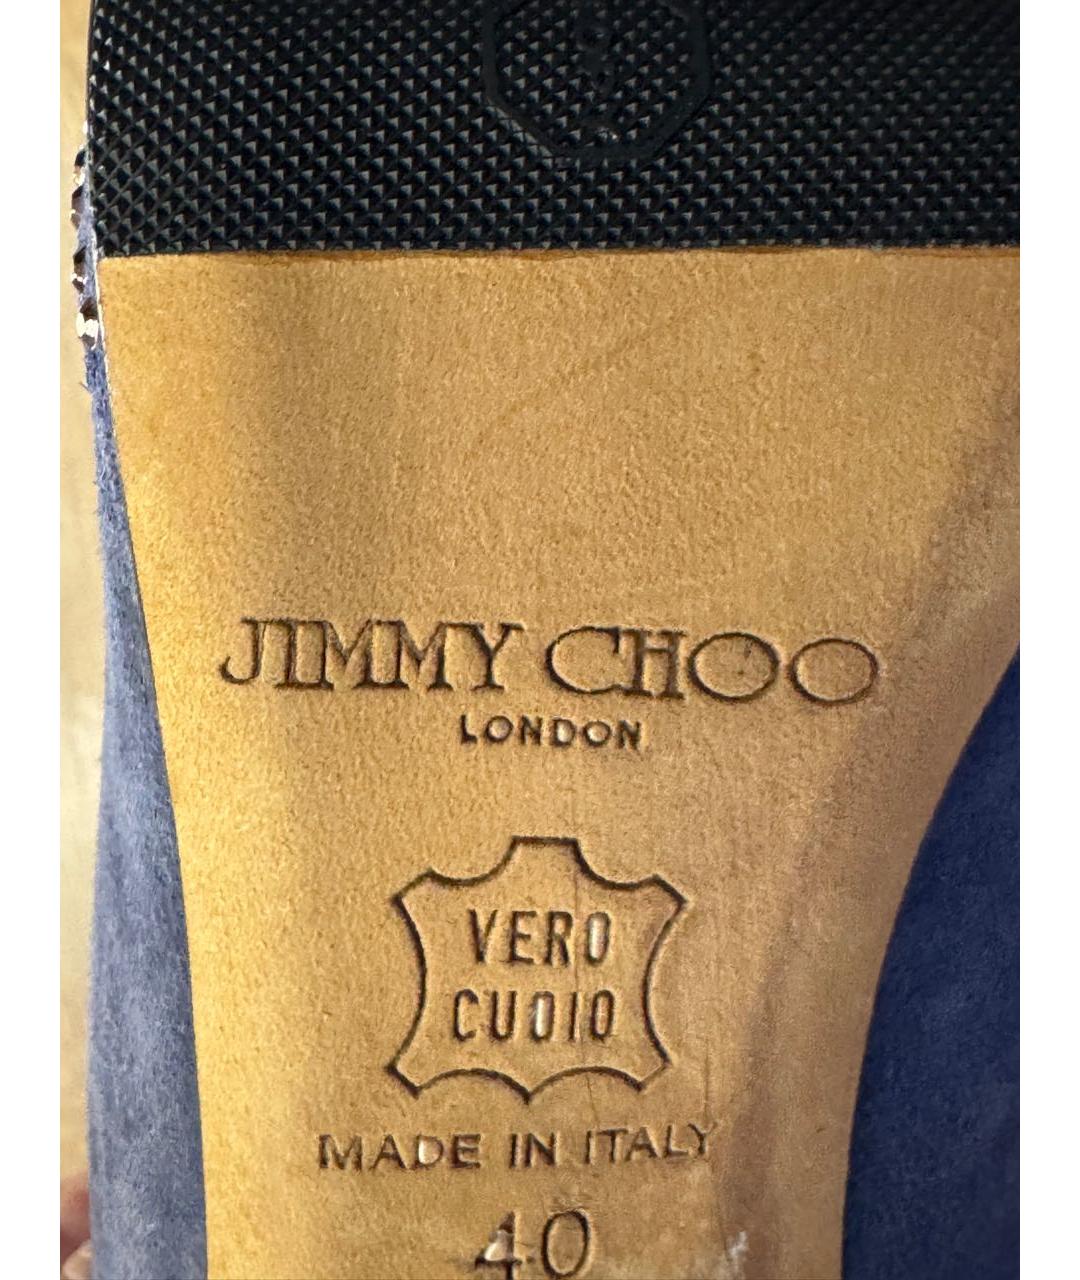 JIMMY CHOO
LONDON
VERO
CUOIO
MADE IN ITALY
40